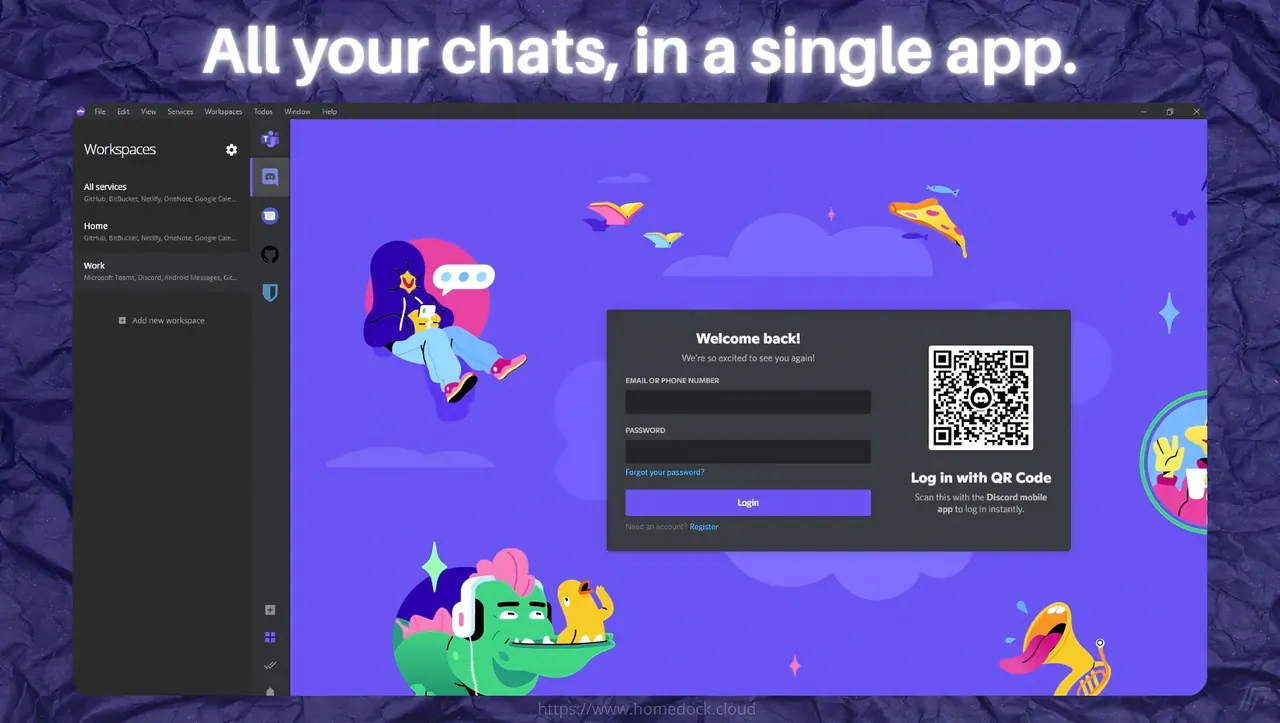 All your chats, in a single app.
File Edit View Services Workspaces Todos Window Help
Workspaces
All services
GitHub, BitBucket, Netlify, OneNote, Google Cale...
Home
GitHub, BitBucket, Netlify, OneNote, Google Cale...
Work
Microsoft Teams, Discord, Android Messages, Git...
Add new workspace
T
Welcome back!
We're so excited to see you again!
EMAIL OR PHONE NUMBER
PASSWORD
Forgot your password?
Login
Need an account? Register
Log in with QR Code
Scan this with the Discord mobile
app to log in instantly.
https://www.homedock.cloud